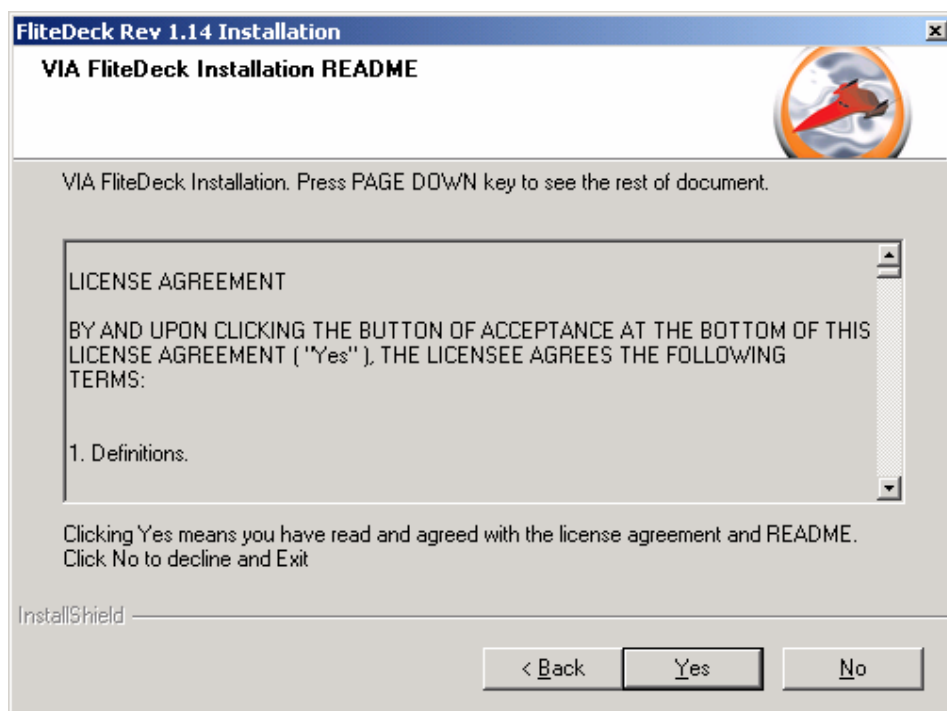 FliteDeck Rev 1.14 Installation
VIA FliteDeck Installation README
VIA FliteDeck Installation. Press PAGE DOWN key to see the rest of document.
LICENSE AGREEMENT
BY AND UPON CLICKING THE BUTTON OF ACCEPTANCE AT THE BOTTOM OF THIS
LICENSE AGREEMENT ( "Yes" ), THE LICENSEE AGREES THE FOLLOWING
TERMS:
1. Definitions.
Clicking Yes means you have read and agreed with the license agreement and README.
Click No to decline and Exit
InstallShield
< Back
Yes
No